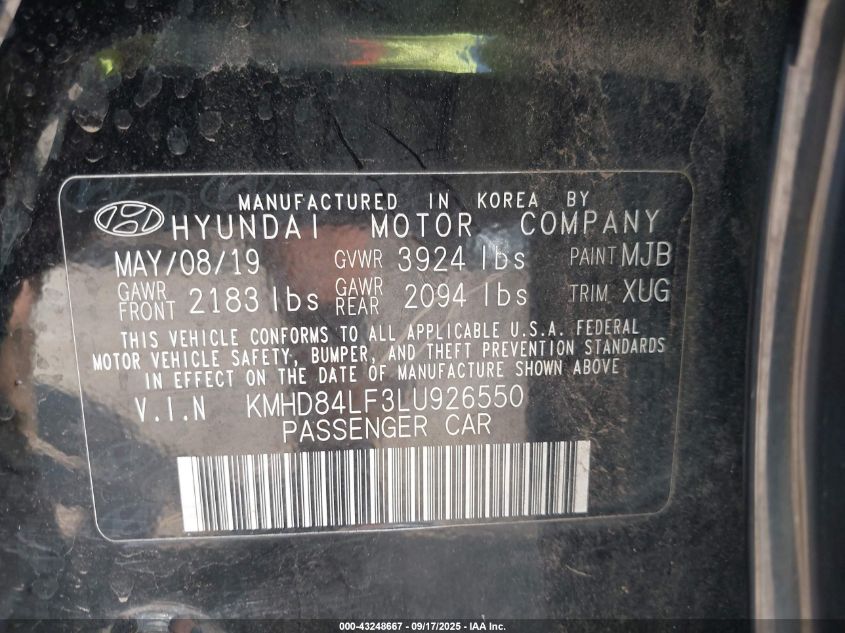 MANUFACTURED IN KOREA BY
HYUNDAI MOTOR COMPANY
MAY/08/19 GVWR 3924 lbs PAINT MJB
GAWR FRONT 2183 lbs GAWR REAR 2094 lbs TRIM XUG
THIS VEHICLE CONFORMS TO ALL APPLICABLE U.S.A. FEDERAL
MOTOR VEHICLE SAFETY, BUMPER, AND THEFT PREVENTION STANDARDS
IN EFFECT ON THE DATE OF MANUFACTURE SHOWN ABOVE
V.I.N KMHD84LF3LU926550
PASSENGER CAR
000-43248667 - 09/17/2025 - IAA Inc.